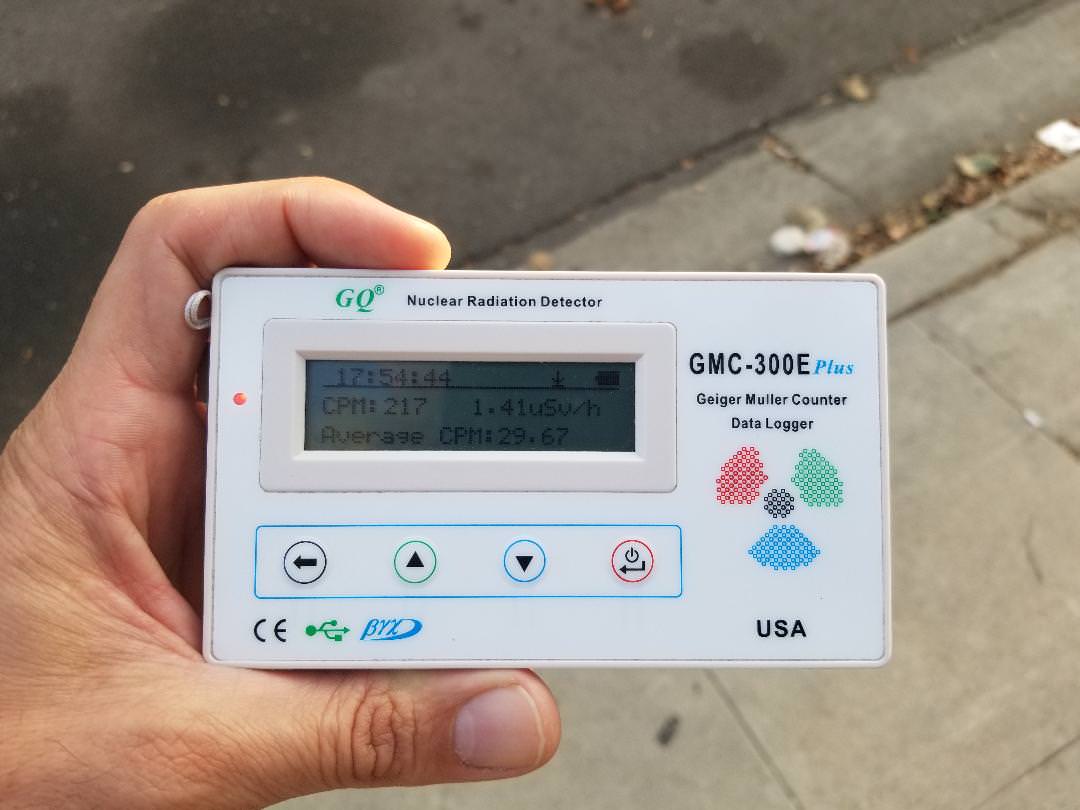 GQ® Nuclear Radiation Detector
17:54:44
CPM:217 1.41uSv/h
Average CPM:29.67
GMC-300E Plus
Geiger Muller Counter
Data Logger
CE βγχ
USA